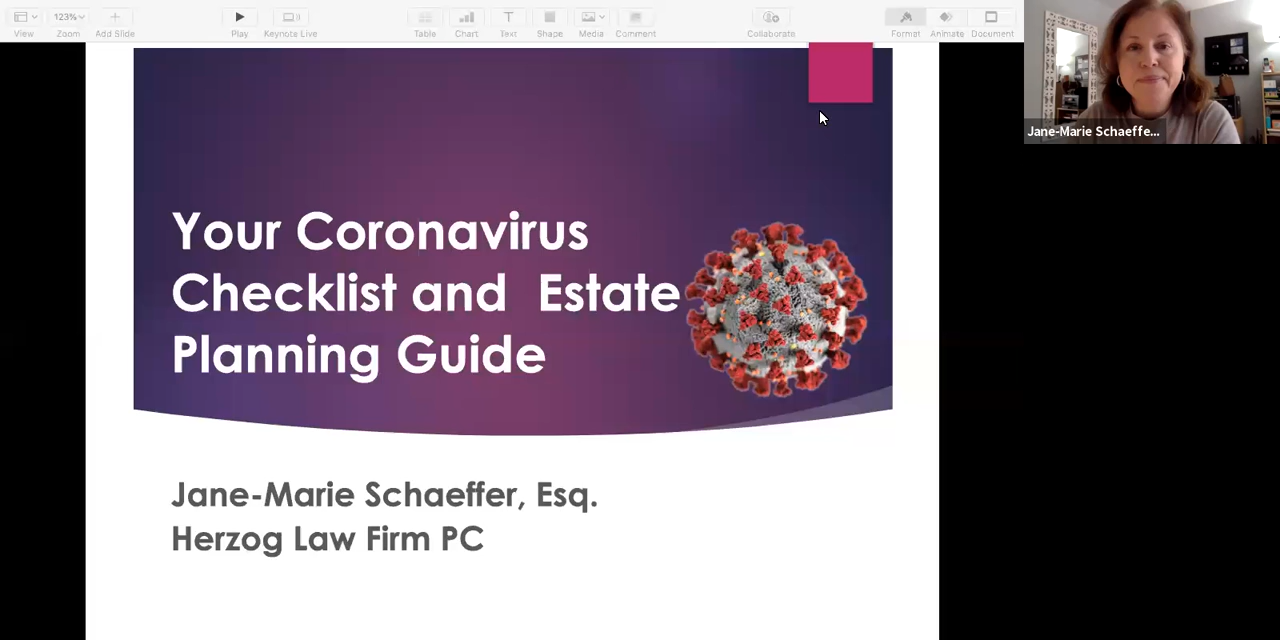 View
123%
Zoom
Add Slide
Play
Keynote Live
Table
Chart
Text
Shape
Media
Comment
Collaborate
Format
Animate
Document
Jane-Marie Schaeffe...
Your Coronavirus
Checklist and Estate
Planning Guide
Jane-Marie Schaeffer, Esq.
Herzog Law Firm PC